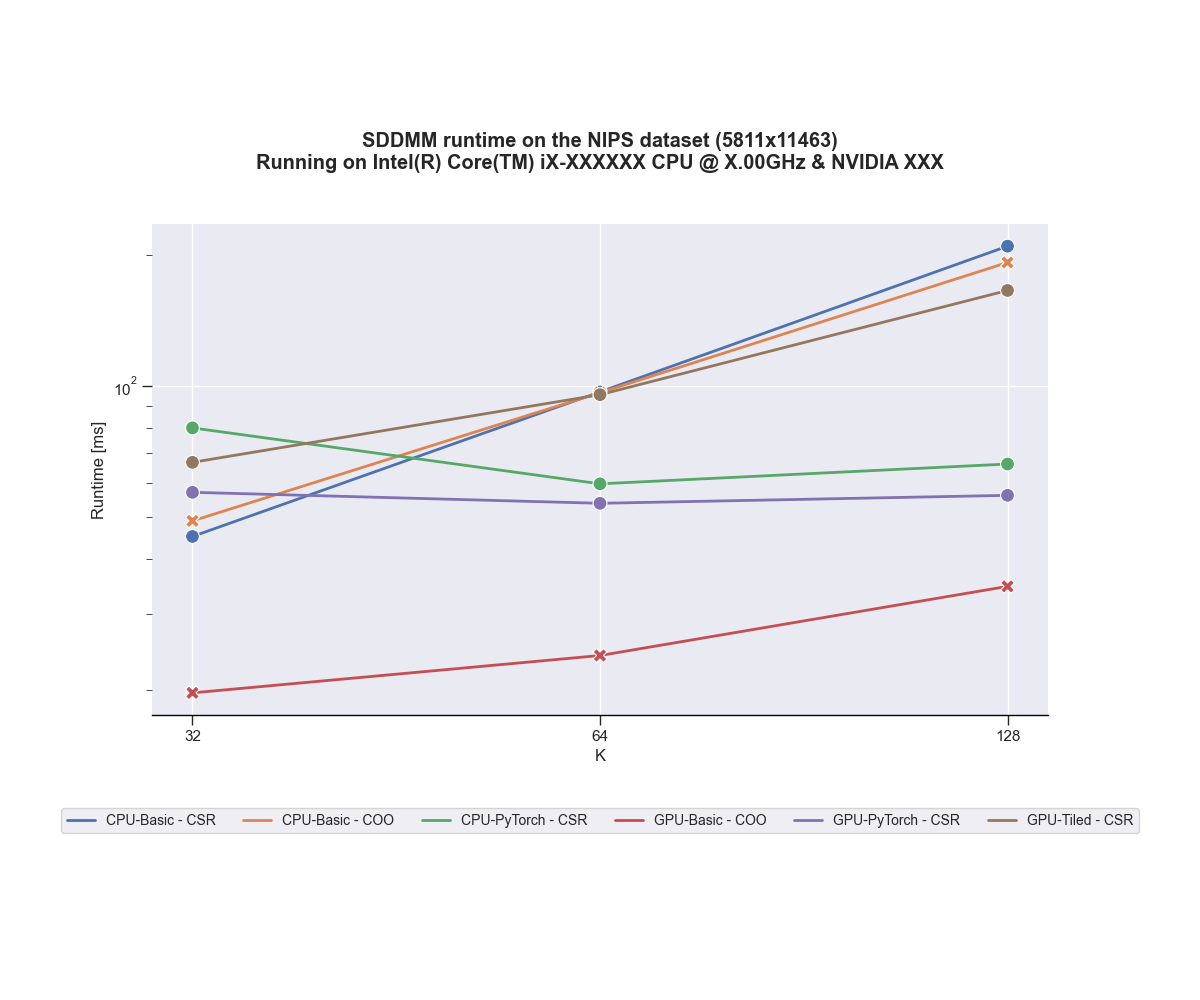 SDDMM runtime on the NIPS dataset (5811x11463)
Running on Intel(R) Core(TM) iX-XXXXXX CPU @ X.00GHz & NVIDIA XXX
10²
Runtime [ms]
32 64 128
K
CPU-Basic - CSR CPU-Basic - COO CPU-PyTorch - CSR GPU-Basic - COO GPU-PyTorch - CSR GPU-Tiled - CSR